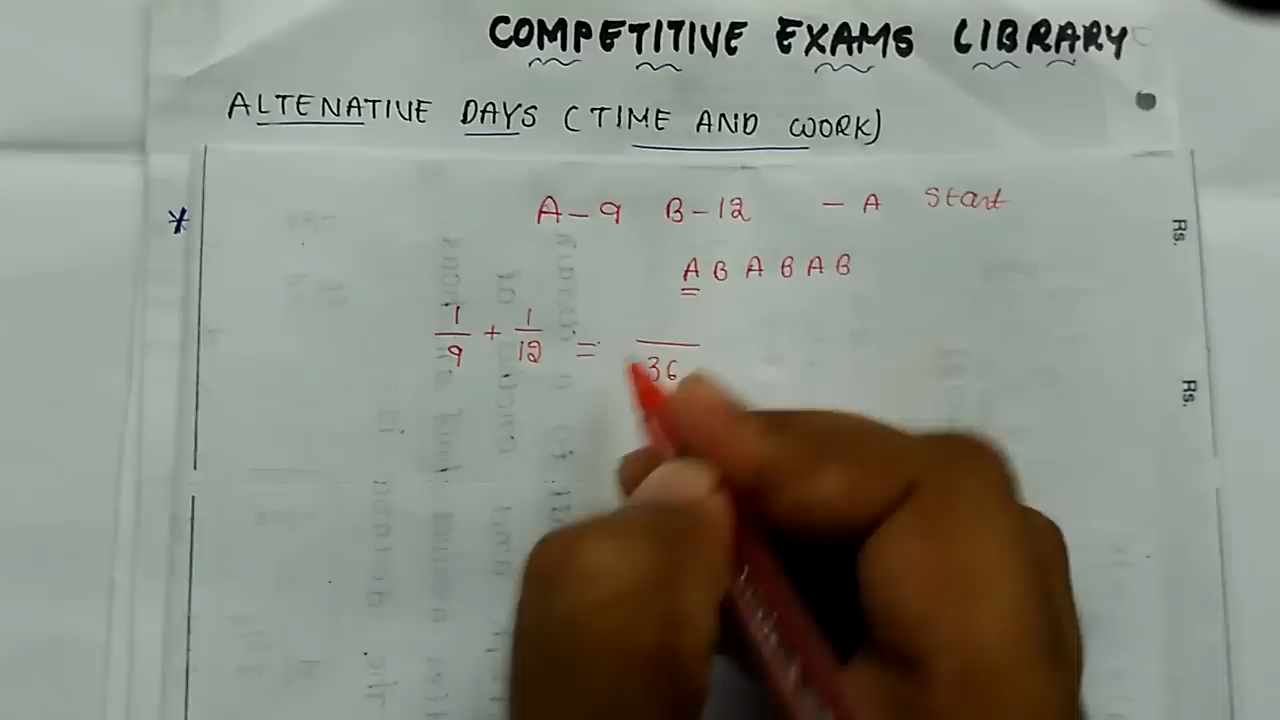 COMPETITIVE EXAMS LIBRARY
ALTENATIVE DAYS (TIME AND WORK)
* A-9 B-12 - A Start
A B A B A B
1/9 + 1/12 = /36
Rs.
Rs.